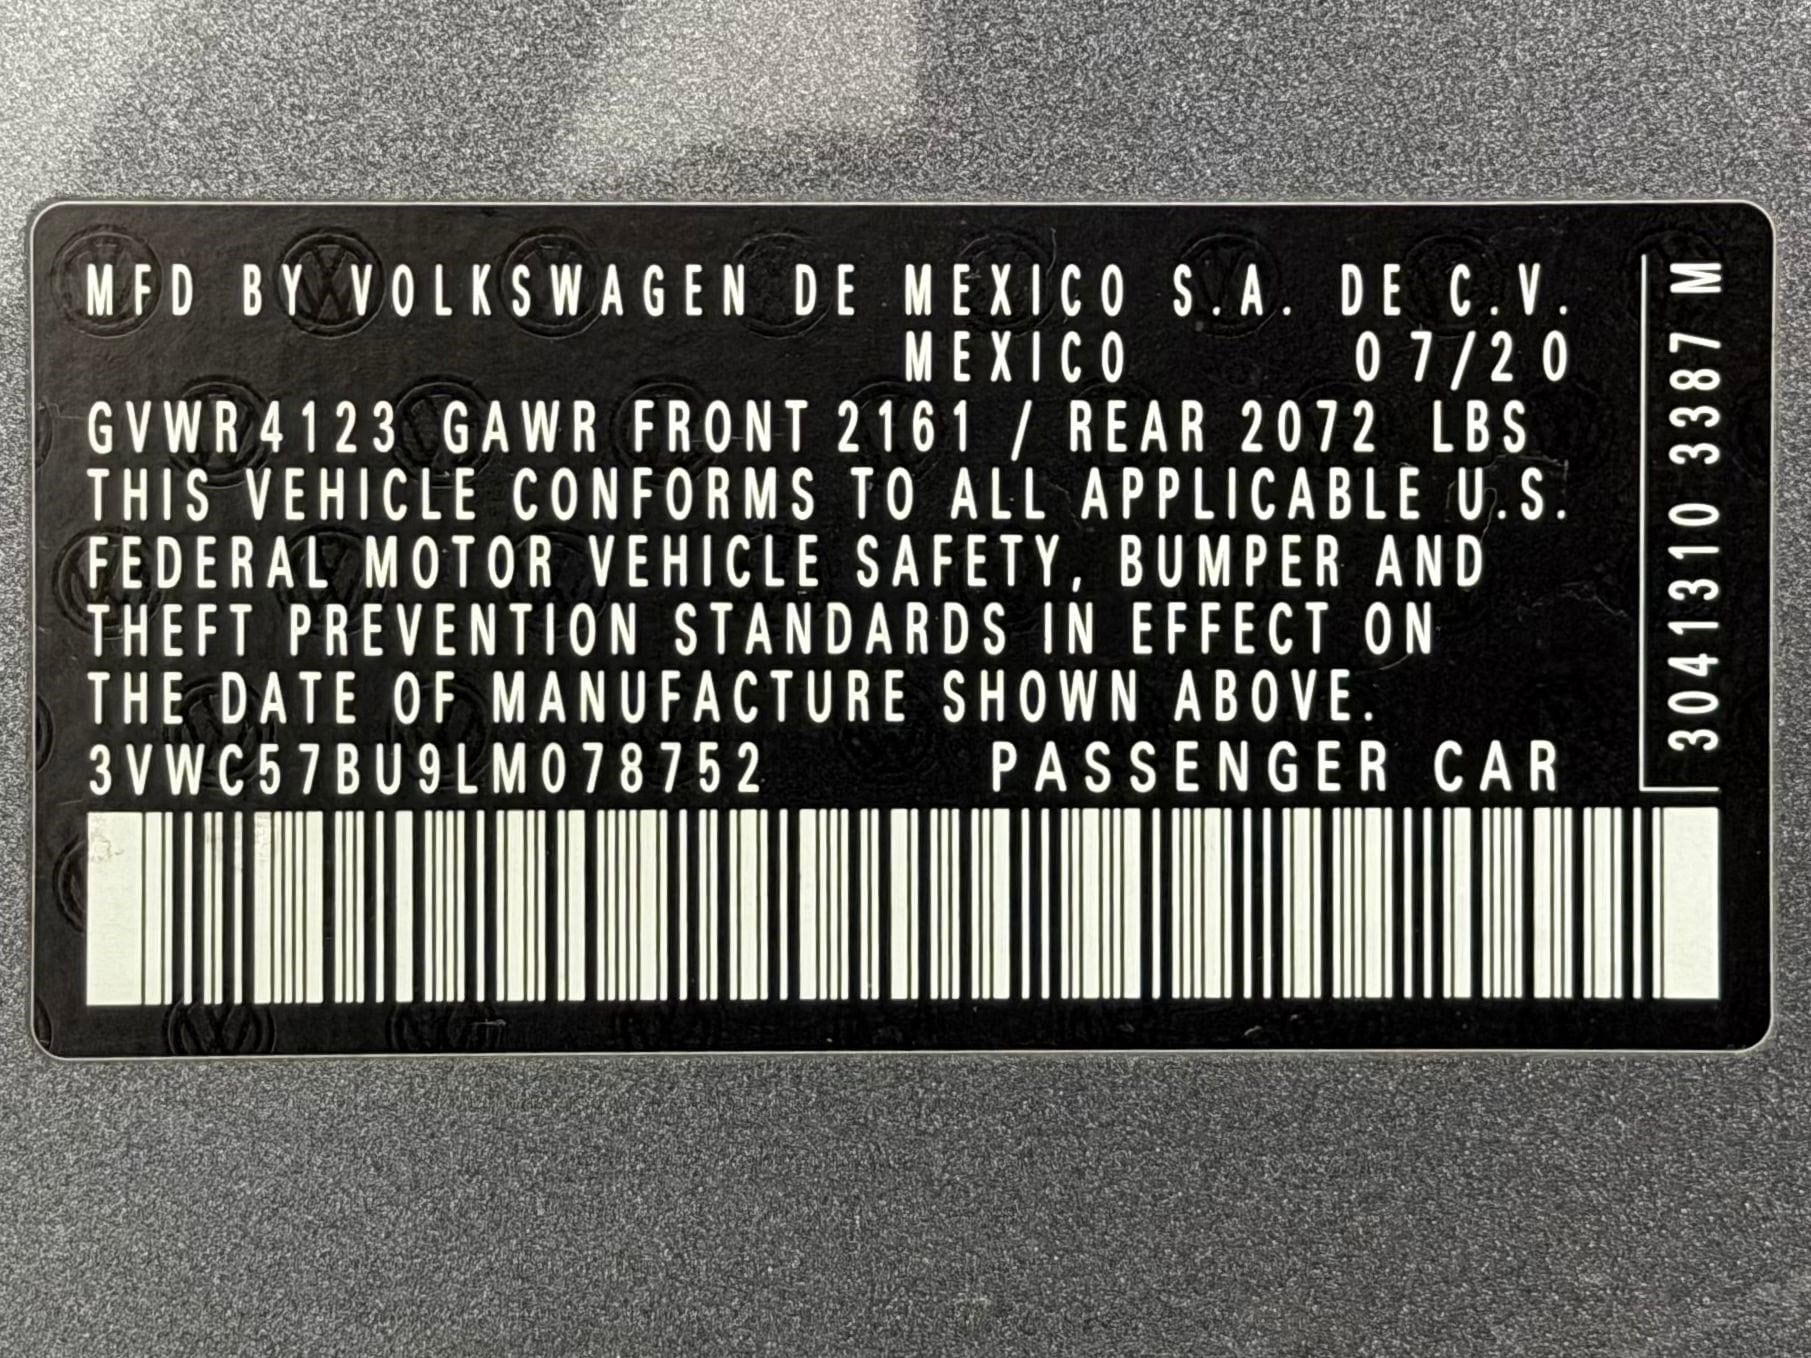 MFD BY VOLKSWAGEN DE MEXICO S.A. DE C.V.
MEXICO 07/20
GVWR 4123 GAWR FRONT 2161 / REAR 2072 LBS
THIS VEHICLE CONFORMS TO ALL APPLICABLE U.S.
FEDERAL MOTOR VEHICLE SAFETY, BUMPER AND
THEFT PREVENTION STANDARDS IN EFFECT ON
THE DATE OF MANUFACTURE SHOWN ABOVE.
3VWC57BU9LM078752 PASSENGER CAR
3041310 3387 M